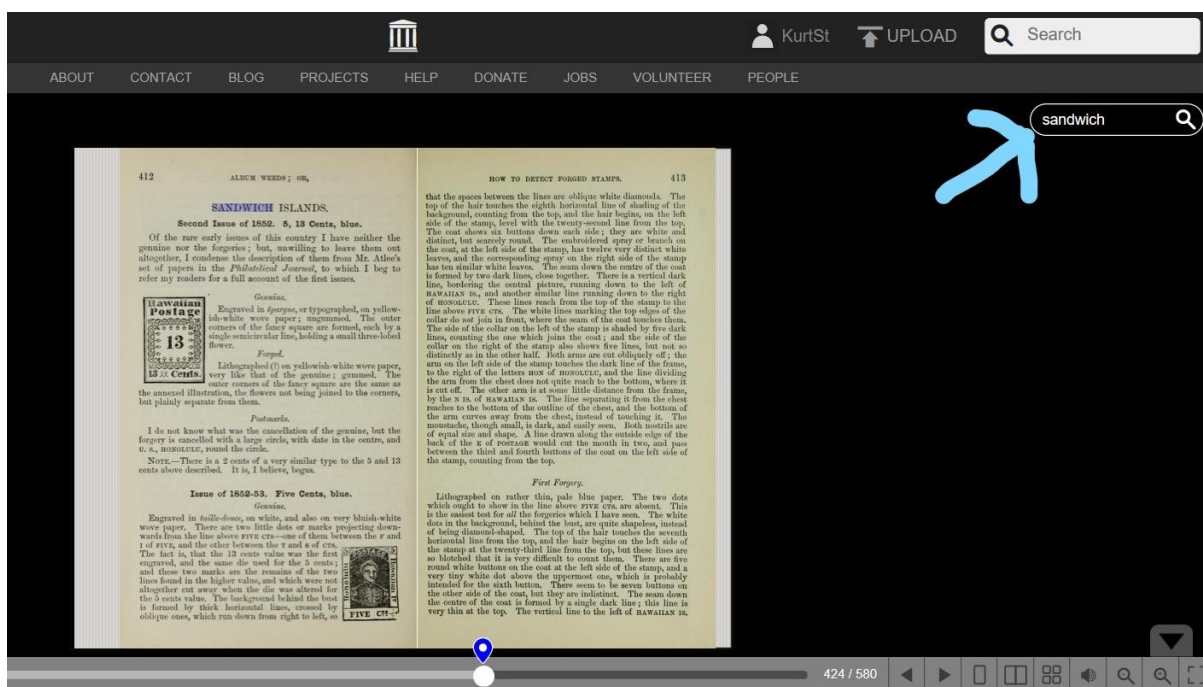 KurtSt
UPLOAD
Search
ABOUT
CONTACT
BLOG
PROJECTS
HELP
DONATE
JOBS
VOLUNTEER
PEOPLE
sandwich
412
ALBUM WEEDS; OR,
SANDWICH ISLANDS.
Second Issue of 1852. 5, 13 Cents, blue.
Of the rare early issues of this country I have neither the
genuine nor the forgeries; but, unwilling to leave them out
altogether, I condense the description of them from Mr. Atlee's
set of papers in the Philatelical Journal, to which I beg to
refer my readers for a full account of the first issues.
Genuine.
Hawaiian
Postage
13
13 Cents.
Engraved in épargne, or typographed, on yellow-
ish-white wove paper; ungummed. The outer
corners of the fancy square are formed, each by a
single semicircular line, holding a small three-lobed
flower.
Forged.
Lithographed (?) on yellowish-white wove paper,
very like that of the genuine; gummed. The
outer corners of the fancy square are the same as
the annexed illustration, the flowers not being joined to the corners,
but plainly separate from them.
Postmarks.
I do not know what was the cancellation of the genuine, but the
forgery is cancelled with a large circle, with date in the centre, and
U. S., HONOLULU, round the circle.
NOTE.—There is a 2 cents of a very similar type to the 5 and 13
cents above described. It is, I believe, bogus.
Issue of 1852-53. Five Cents, blue.
Genuine.
Engraved in taille-douce, on white, and also on very bluish-white
wove paper. There are two little dots or marks projecting down-
wards from the line above FIVE CTS—one of them between the F and
I of FIVE, and the other between the T and S of CTS.
The fact is, that the 13 cents value was the first
engraved, and the same die used for the 5 cents;
and these two marks are the remains of the two
lines found in the higher value, and which were not
altogether cut away when the die was altered for
the 5 cents value. The background behind the bust
is formed by thick horizontal lines, crossed by
oblique ones, which run down from right to left, so
POSTAGE
Honolulu
Hawaiian Is
FIVE
413
HOW TO DETECT FORGED STAMPS.
that the spaces between the lines are oblique white diamonds. The
top of the hair touches the eighth horizontal line of shading of the
background, counting from the top, and the hair begins, on the left
side of the stamp, level with the twenty-second line from the top.
The coat shows six buttons down each side; they are white and
distinct, but scarcely round. The embroidered spray or branch on
the coat, at the left side of the stamp, has twelve very distinct white
leaves, and the corresponding spray on the right side of the stamp
has ten similar white leaves. The seam down the centre of the coat
is formed by two dark lines, close together. There is a vertical dark
line, bordering the central picture, running down to the left of
HAWAIIAN IS., and another similar line running down to the right
of HONOLULU. These lines reach from the top of the stamp to the
line above FIVE CTS. The white lines marking the top edges of the
collar do not join in front, where the seam of the coat touches them.
The side of the collar on the left of the stamp is shaded by five dark
lines, counting the one which joins the coat; and the side of the
collar on the right of the stamp also shows five lines, but not so
distinctly as in the other half. Both arms are cut obliquely off; the
arm on the left side of the stamp touches the dark line of the frame,
to the right of the letters HON of HONOLULU, and the line dividing
the arm from the chest does not quite reach to the bottom, where it
is cut off. The other arm is at some little distance from the frame,
by the N IS. of HAWAIIAN IS. The line separating it from the chest
reaches to the bottom of the outline of the chest, and the bottom of
the arm curves away from the chest, instead of touching it. The
moustache, though small, is dark, and easily seen. Both nostrils are
of equal size and shape. A line drawn along the outside edge of the
back of the E of POSTAGE would cut the mouth in two, and pass
between the third and fourth buttons of the coat on the left side of
the stamp, counting from the top.
First Forgery.
Lithographed on rather thin, pale blue paper. The two dots
which ought to show in the line above FIVE CTS. are absent. This
is the easiest test for all the forgeries which I have seen. The white
dots in the background, behind the bust, are quite shapeless, instead
of being diamond-shaped. The top of the hair touches the seventh
horizontal line from the top, and the hair begins on the left side of
the stamp at the twenty-third line from the top, but these lines are
so blotched that it is very difficult to count them. There are five
round white buttons on the coat at the left side of the stamp, and a
very tiny white dot above the uppermost one, which is probably
intended for the sixth button. There seem to be seven buttons on
the other side of the coat, but they are indistinct. The seam down
the centre of the coat is formed by a single dark line; this line is
very thin at the top. The vertical line to the left of HAWAIIAN IS.
424 / 580